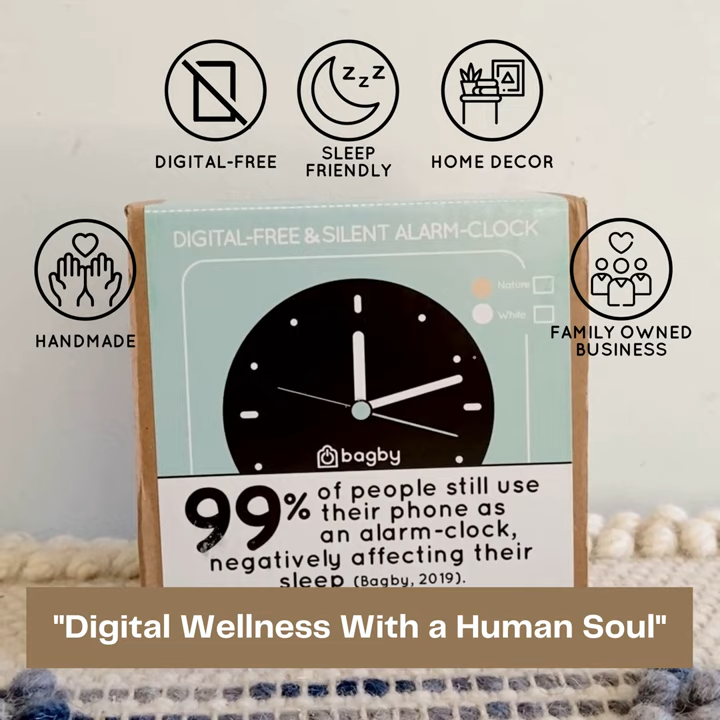 zzz
DIGITAL-FREE
SLEEP
FRIENDLY
HOME DECOR
DIGITAL-FREE & SILENT ALARM-CLOCK
Nature
White
HANDMADE
FAMILY OWNED
BUSINESS
bagby
99% of people still use
their phone as
an alarm-clock,
negatively affecting their
sleep (Bagby, 2019).
"Digital Wellness With a Human Soul"